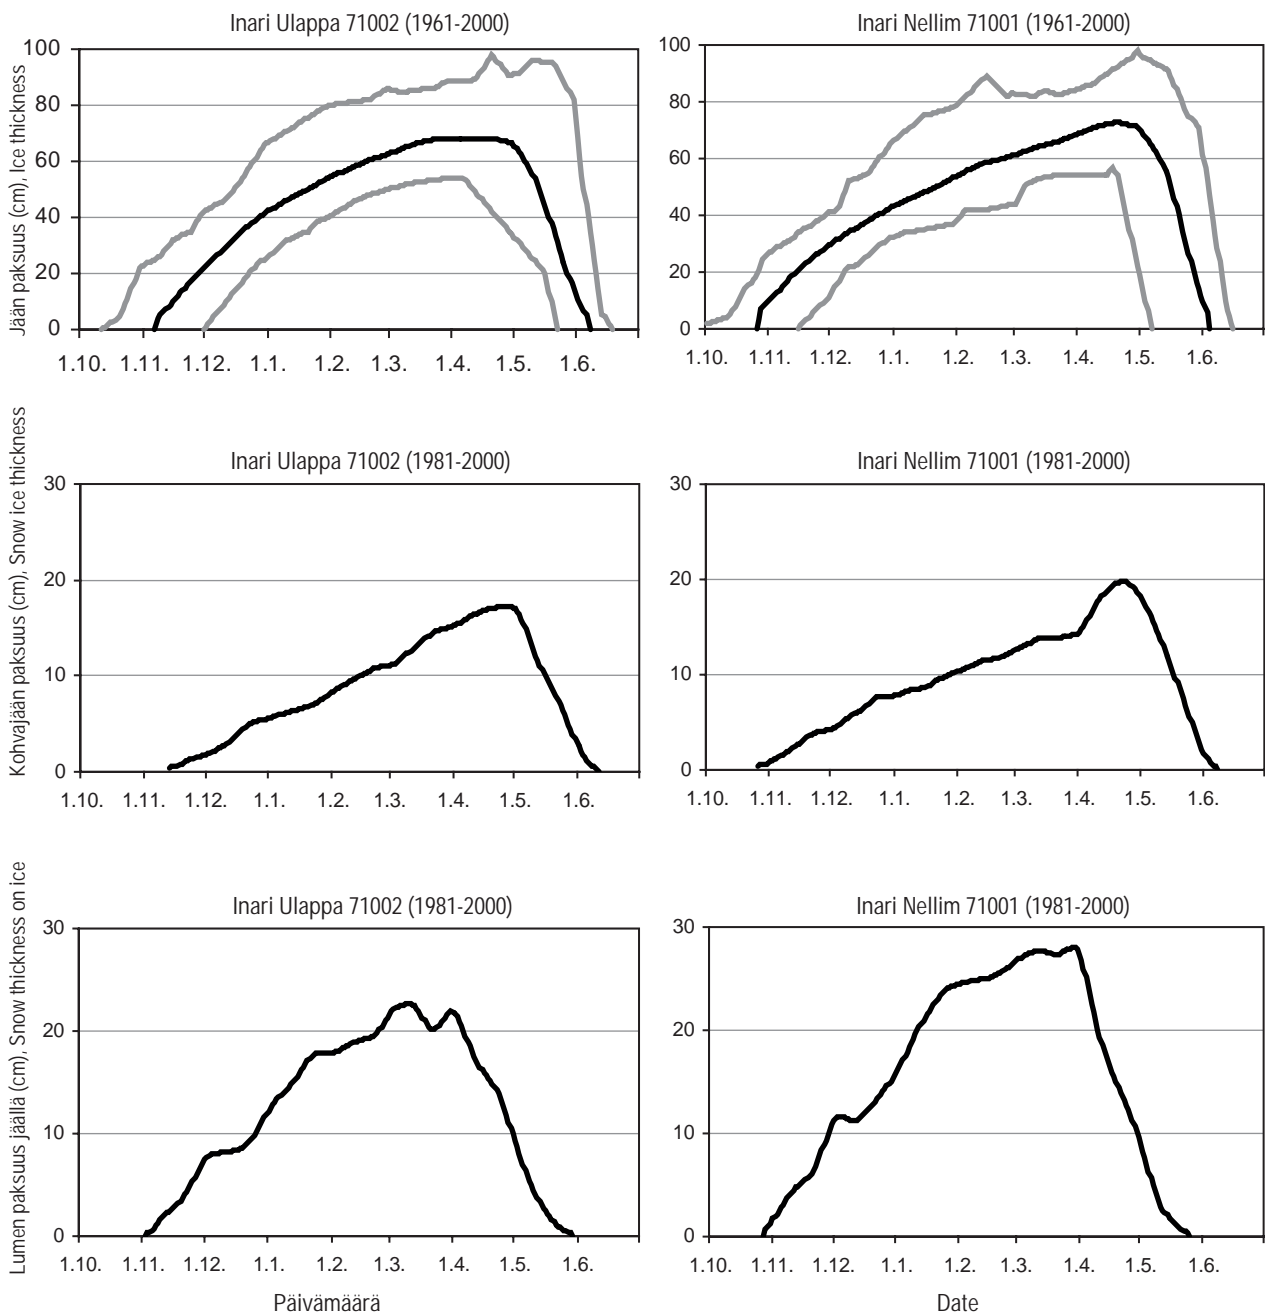 Inari Ulappa 71002 (1961-2000)
Jään paksuus (cm), Ice thickness
100
80
60
40
20
0
1.10. 1.11. 1.12. 1.1. 1.2. 1.3. 1.4. 1.5. 1.6.
Inari Nellim 71001 (1961-2000)
100
80
60
40
20
0
1.10. 1.11. 1.12. 1.1. 1.2. 1.3. 1.4. 1.5. 1.6.
Inari Ulappa 71002 (1981-2000)
Kohvajään paksuus (cm), Snow ice thickness
30
20
10
0
1.10. 1.11. 1.12. 1.1. 1.2. 1.3. 1.4. 1.5. 1.6.
Inari Nellim 71001 (1981-2000)
30
20
10
0
1.10. 1.11. 1.12. 1.1. 1.2. 1.3. 1.4. 1.5. 1.6.
Inari Ulappa 71002 (1981-2000)
Lumen paksuus jäällä (cm), Snow thickness on ice
30
20
10
0
1.10. 1.11. 1.12. 1.1. 1.2. 1.3. 1.4. 1.5. 1.6.
Päivämäärä
Inari Nellim 71001 (1981-2000)
30
20
10
0
1.10. 1.11. 1.12. 1.1. 1.2. 1.3. 1.4. 1.5. 1.6.
Date